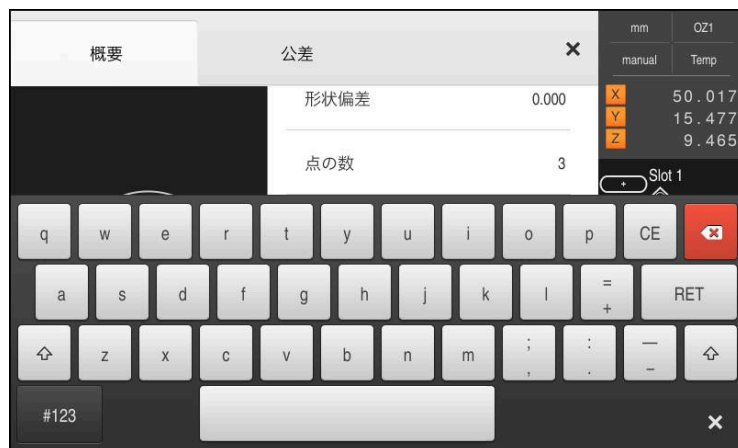 概要 公差
形状偏差 0.000
点の数 3
mm OZ1
manual Temp
X 50.017
Y 15.477
Z 9.465
Slot 1
q w e r t y u i o p CE
a s d f g h j k l = + RET
z x c v b n m ; , : . — -
#123